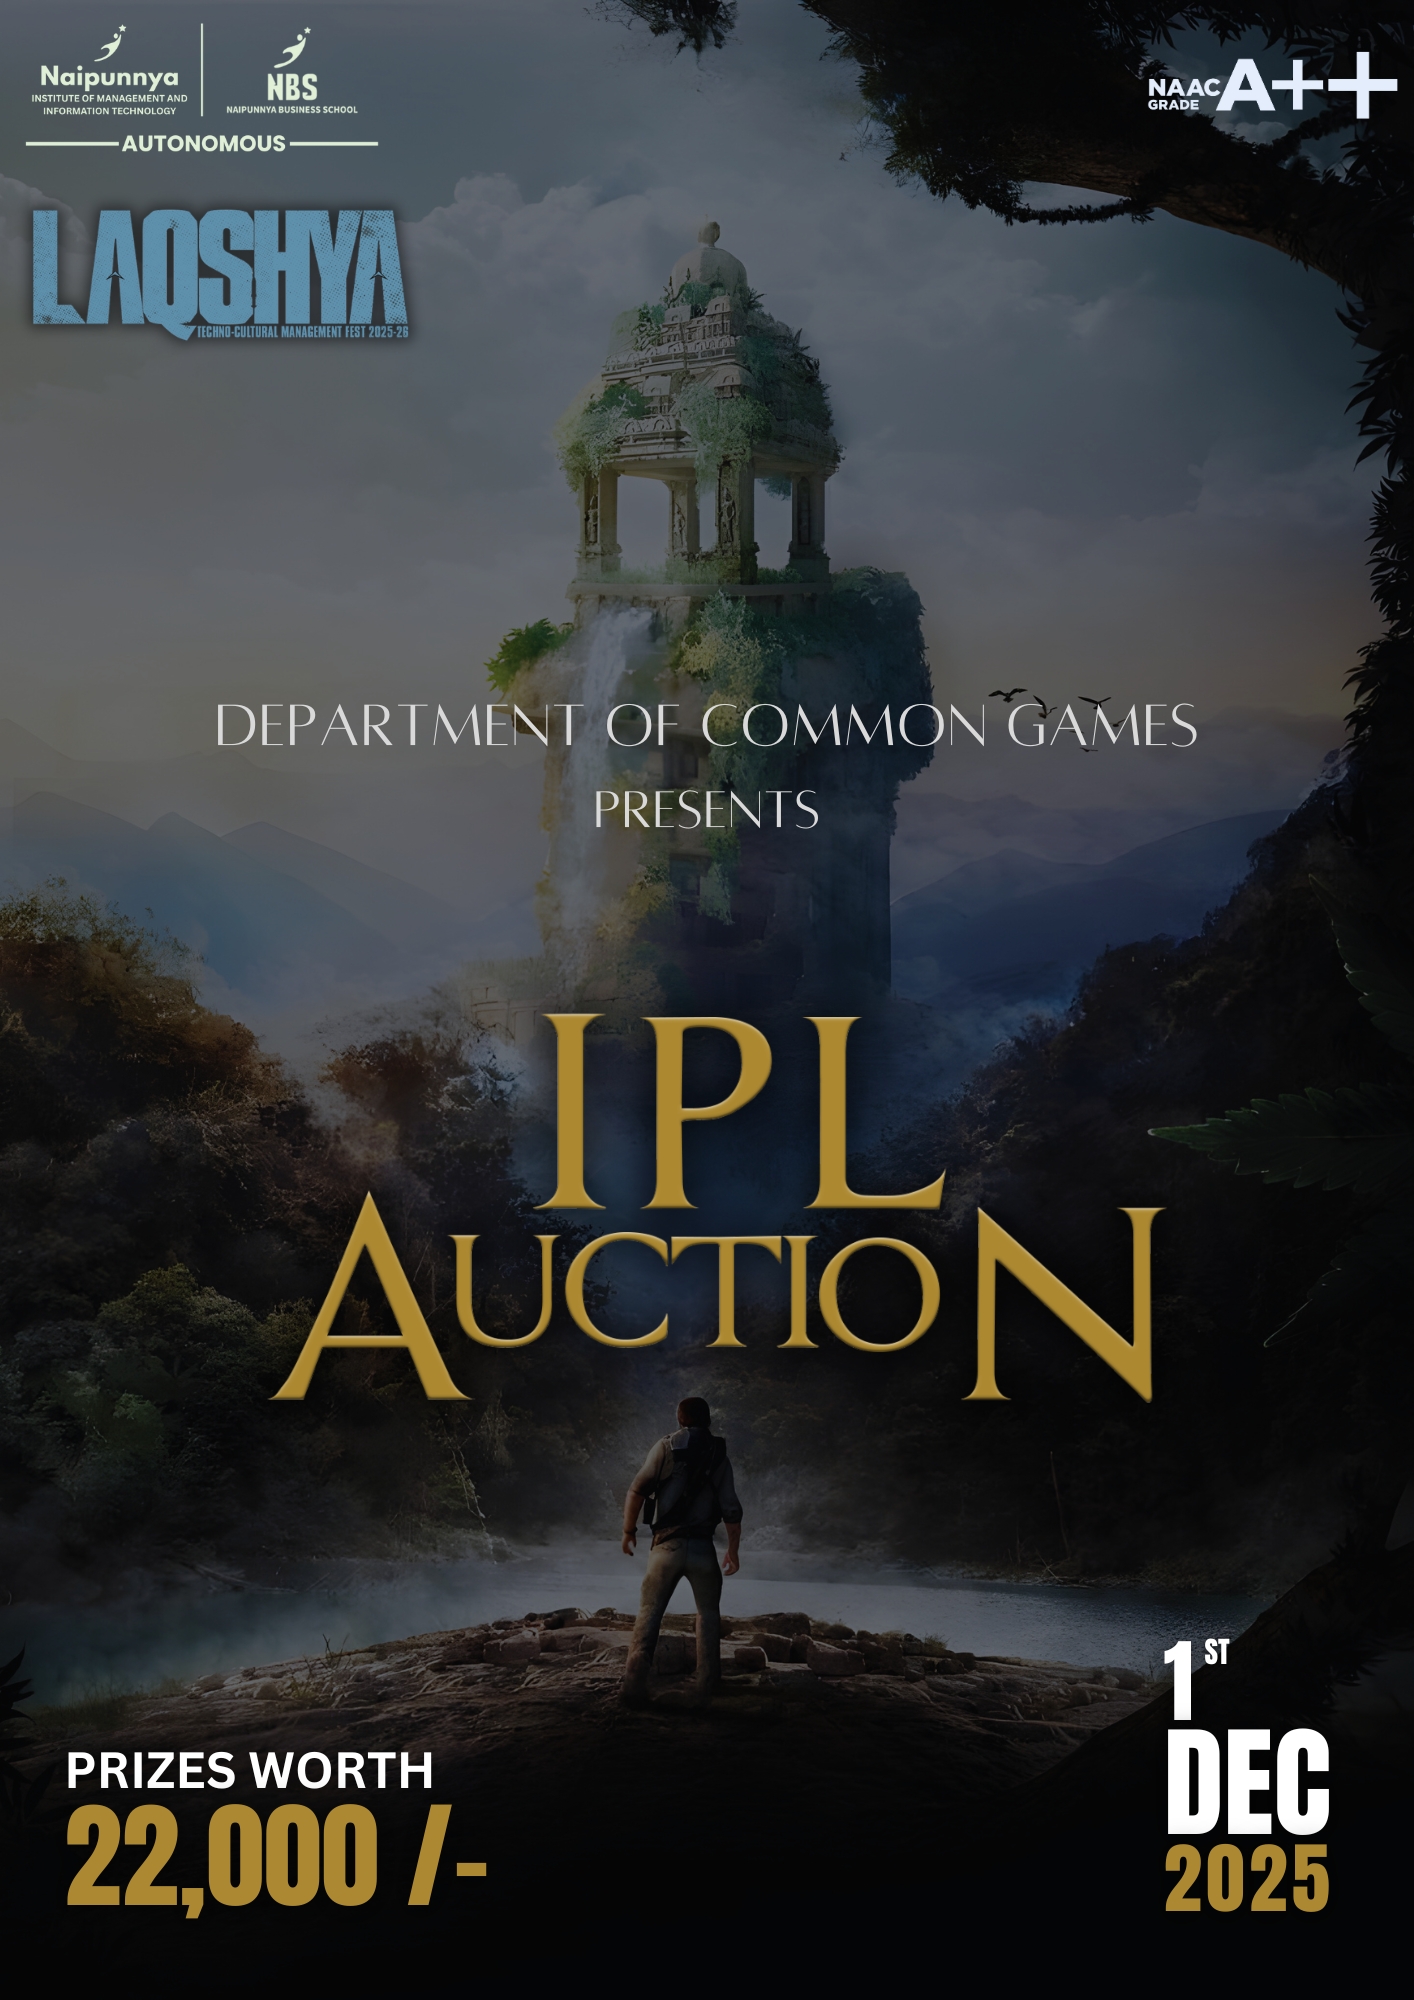 Naipunnya
INSTITUTE OF MANAGEMENT AND
INFORMATION TECHNOLOGY
NBS
NAIPUNNYA BUSINESS SCHOOL
AUTONOMOUS
NAAC
GRADE
A++
LAQSHYA
TECHNO-CULTURAL MANAGEMENT FEST 2025-26
DEPARTMENT OF COMMON GAMES
PRESENTS
IPL
AUCTION
PRIZES WORTH
22,000 /-
1ST
DEC
2025